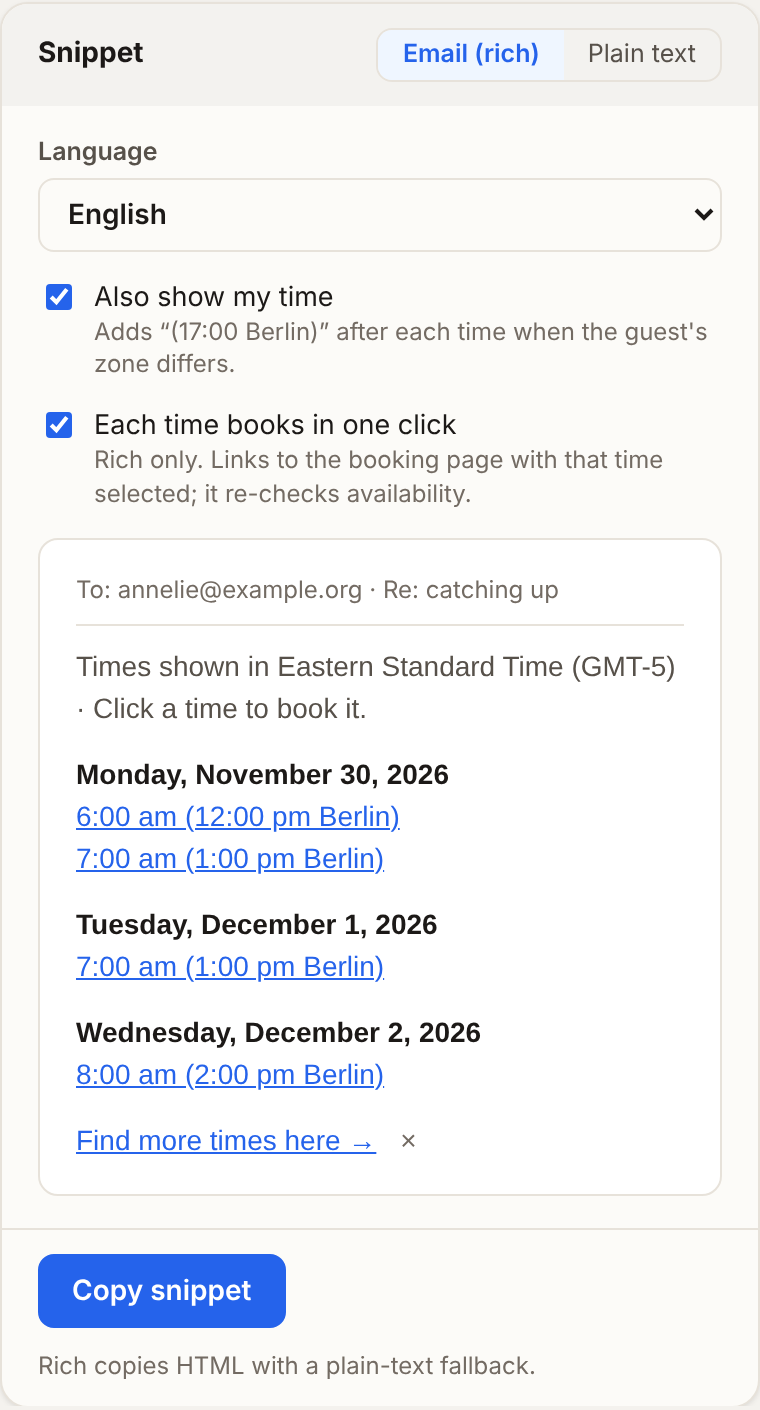 Snippet
Email (rich)
Plain text
Language
English
Also show my time
Adds “(17:00 Berlin)” after each time when the guest's
zone differs.
Each time books in one click
Rich only. Links to the booking page with that time
selected; it re-checks availability.
To: annelie@example.org · Re: catching up
Times shown in Eastern Standard Time (GMT-5)
· Click a time to book it.
Monday, November 30, 2026
6:00 am (12:00 pm Berlin)
7:00 am (1:00 pm Berlin)
Tuesday, December 1, 2026
7:00 am (1:00 pm Berlin)
Wednesday, December 2, 2026
8:00 am (2:00 pm Berlin)
Find more times here → ×
Copy snippet
Rich copies HTML with a plain-text fallback.